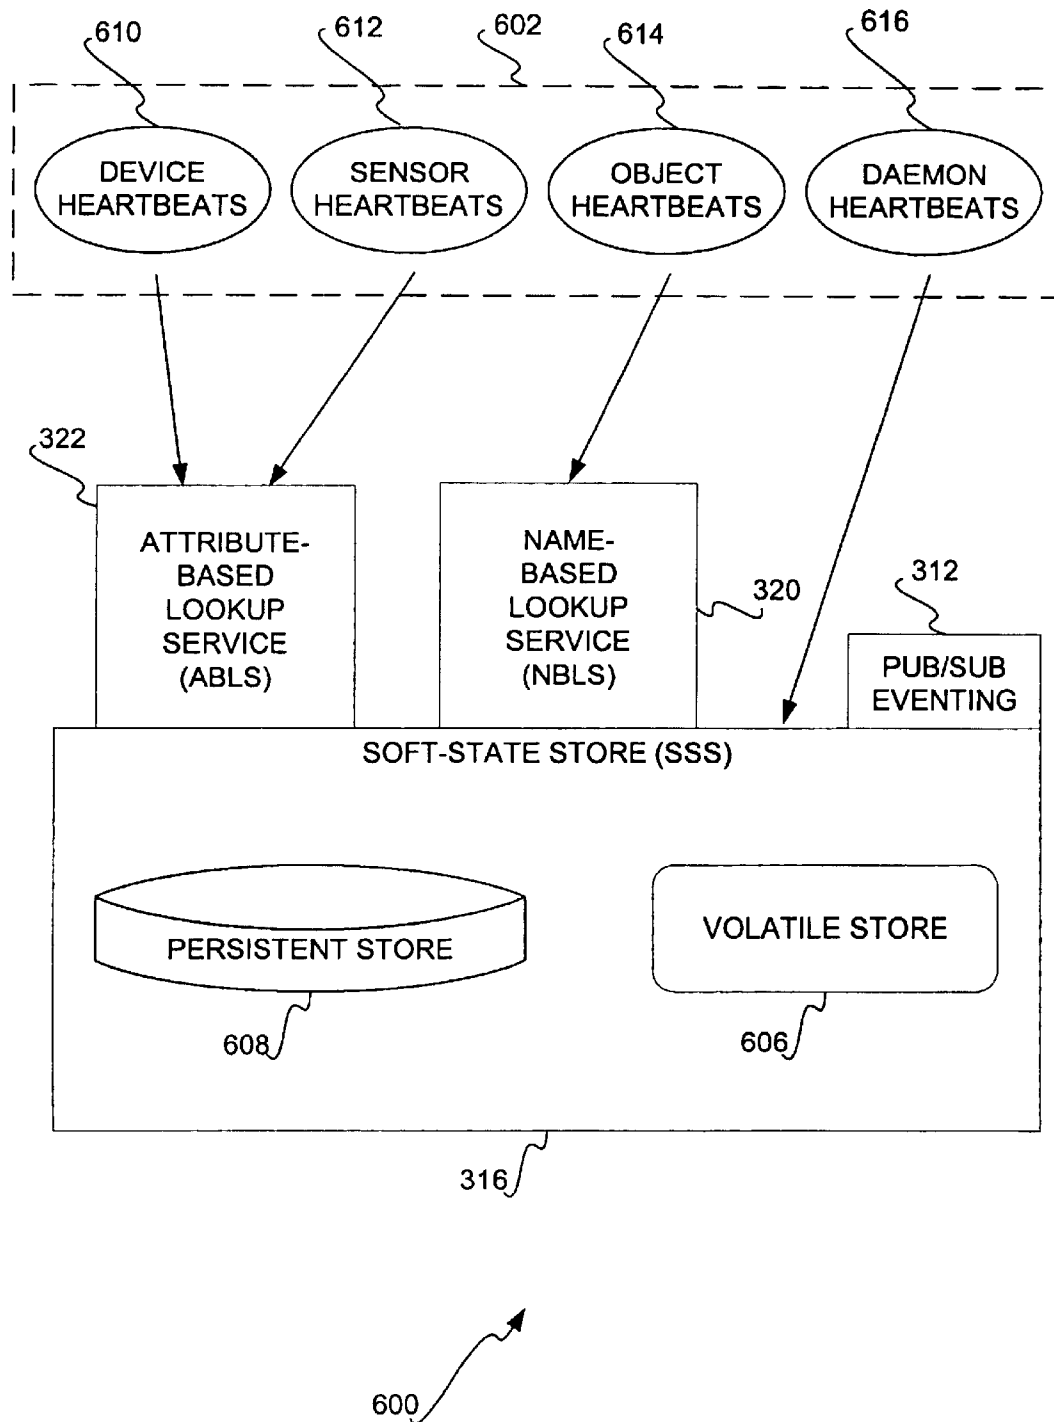 610
612
602
614
616
DEVICE
HEARTBEATS
SENSOR
HEARTBEATS
OBJECT
HEARTBEATS
DAEMON
HEARTBEATS
322
ATTRIBUTE-
BASED
LOOKUP
SERVICE
(ABLS)
NAME-
BASED
LOOKUP
SERVICE
(NBLS)
320
312
PUB/SUB
EVENTING
SOFT-STATE STORE (SSS)
PERSISTENT STORE
VOLATILE STORE
608
606
316
600